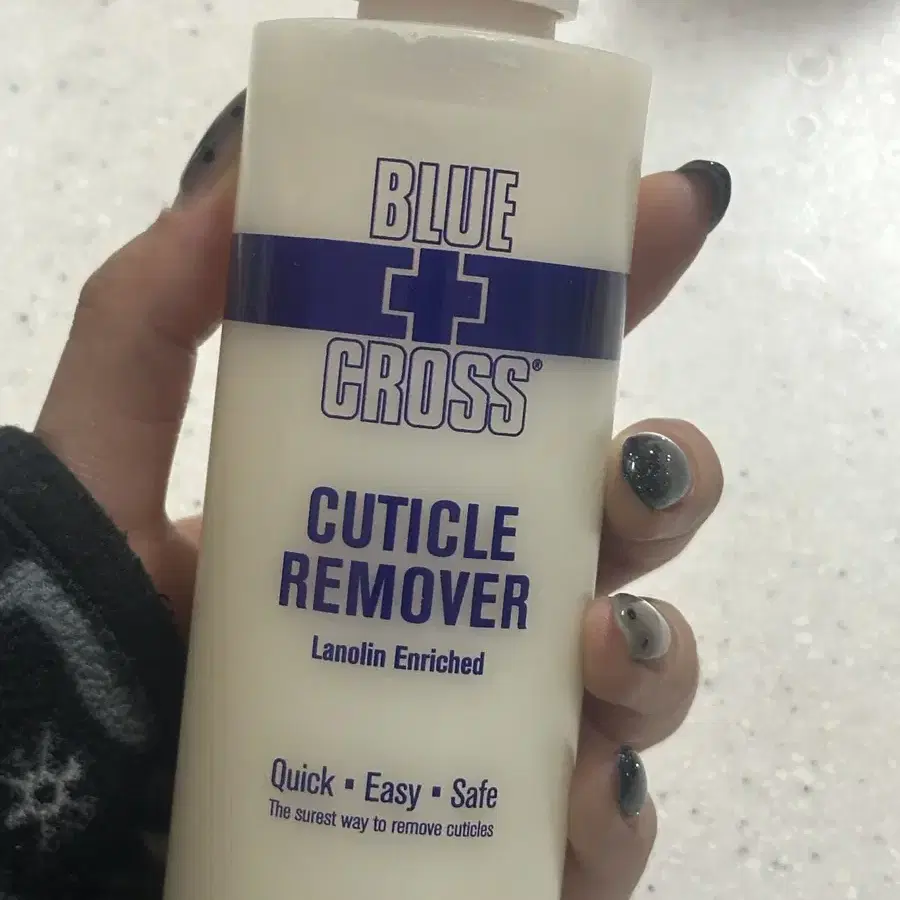 BLUE
CROSS®
CUTICLE
REMOVER
Lanolin Enriched
Quick ▪ Easy ▪ Safe
The surest way to remove cuticles